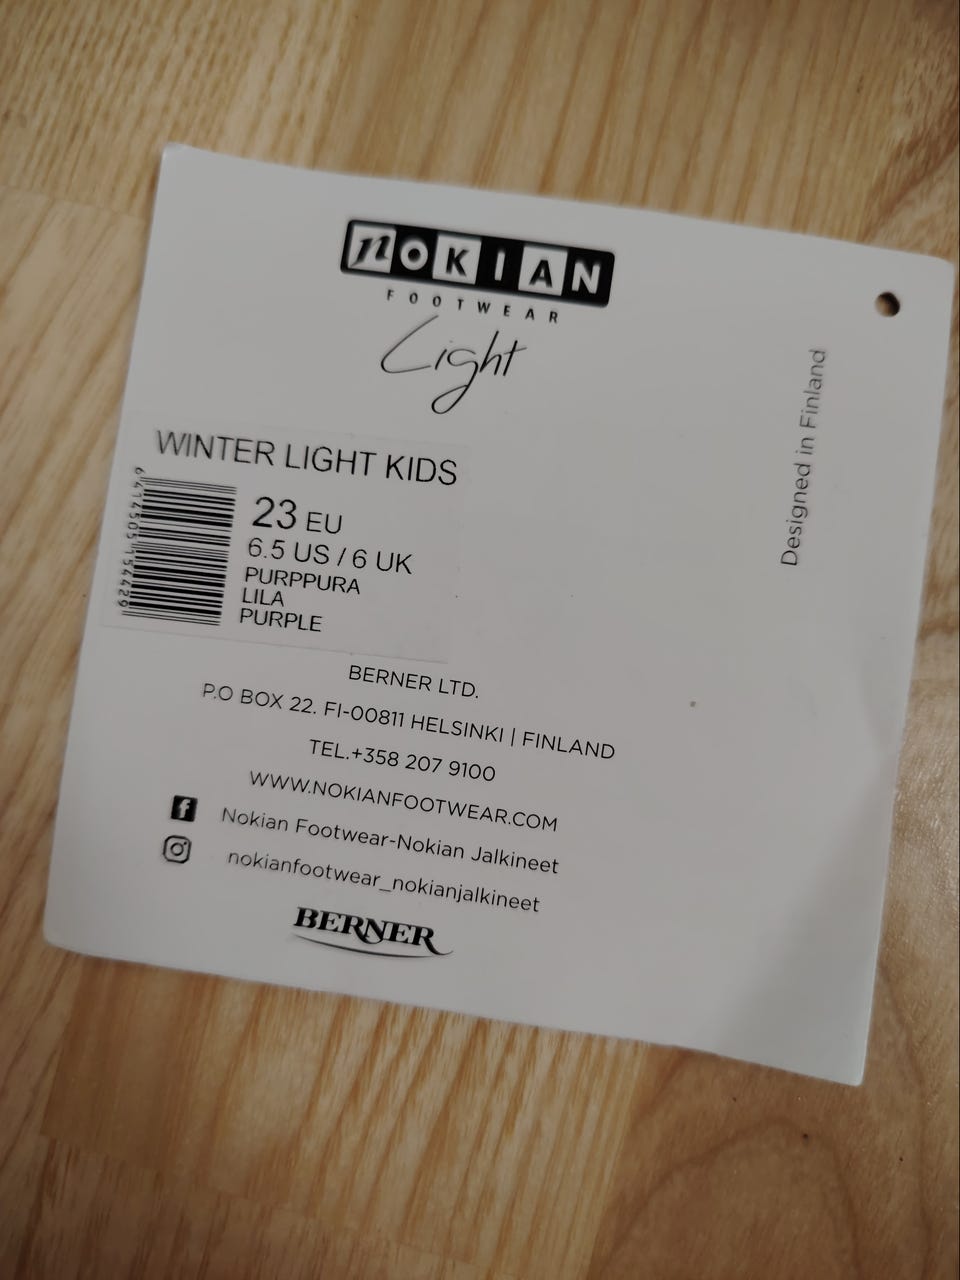 NOKIAN
FOOTWEAR
Light
Designed in Finland
WINTER LIGHT KIDS
6414505154429
23 EU
6.5 US / 6 UK
PURPPURA
LILA
PURPLE
BERNER LTD.
P.O BOX 22. FI-00811 HELSINKI | FINLAND
TEL.+358 207 9100
WWW.NOKIANFOOTWEAR.COM
f Nokian Footwear-Nokian Jalkineet
nokianfootwear_nokianjalkineet
BERNER